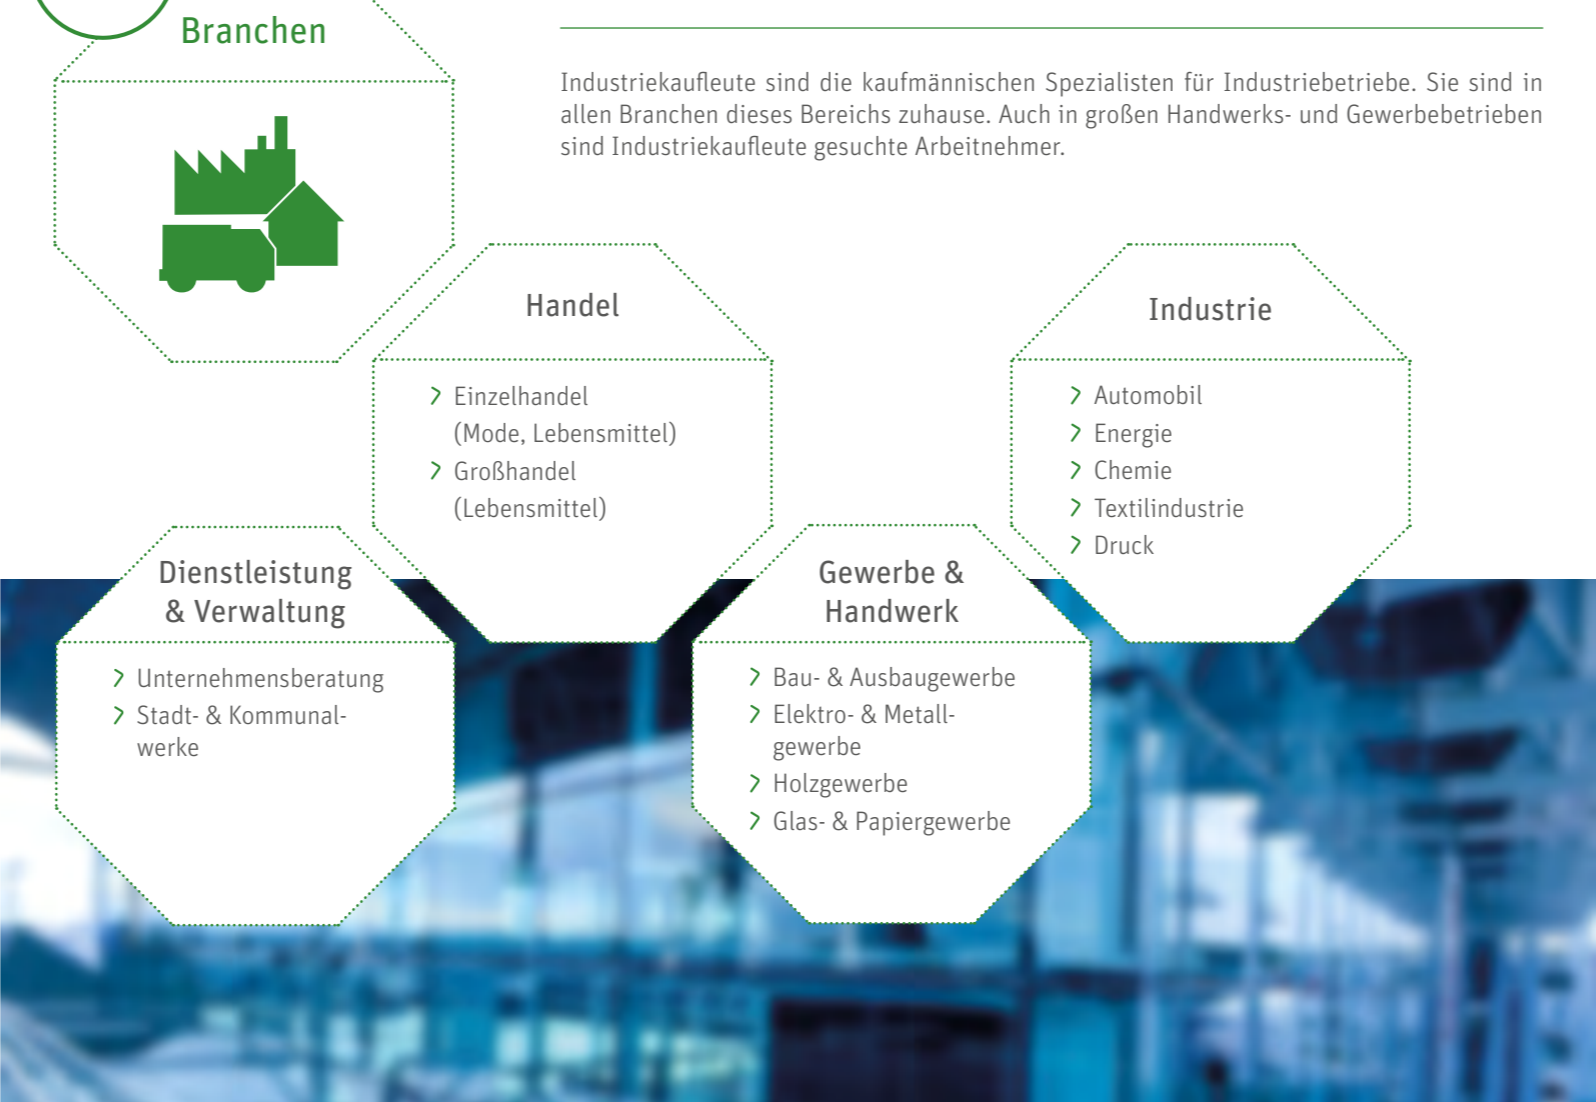 Branchen
Industriekaufleute sind die kaufmännischen Spezialisten für Industriebetriebe. Sie sind in
allen Branchen dieses Bereichs zuhause. Auch in großen Handwerks- und Gewerbebetrieben
sind Industriekaufleute gesuchte Arbeitnehmer.
Handel
Einzelhandel
(Mode, Lebensmittel)
Großhandel
(Lebensmittel)
Industrie
Automobil
Energie
Chemie
Textilindustrie
Druck
Dienstleistung
& Verwaltung
Unternehmensberatung
Stadt- & Kommunal-
werke
Gewerbe &
Handwerk
Bau- & Ausbaugewerbe
Elektro- & Metall-
gewerbe
Holzgewerbe
Glas- & Papiergewerbe